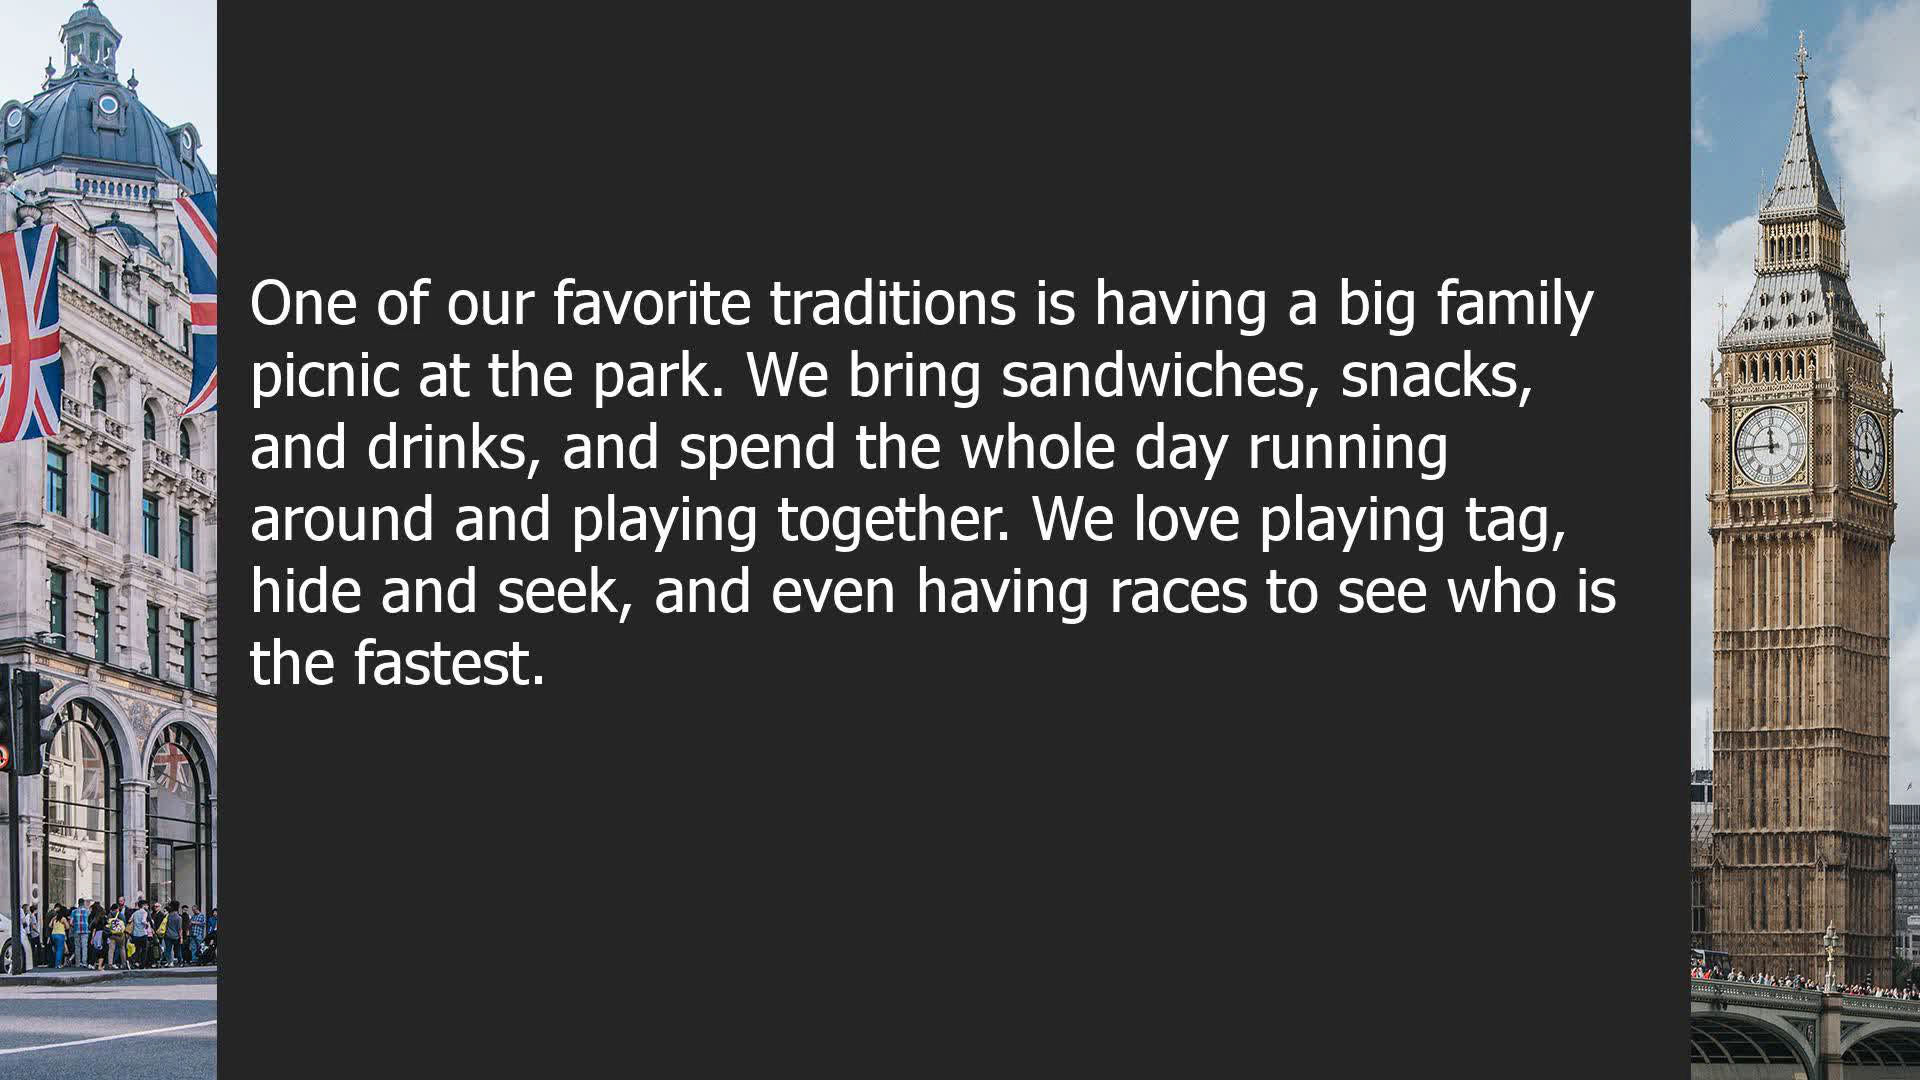 One of our favorite traditions is having a big family
picnic at the park. We bring sandwiches, snacks,
and drinks, and spend the whole day running
around and playing together. We love playing tag,
hide and seek, and even having races to see who is
the fastest.